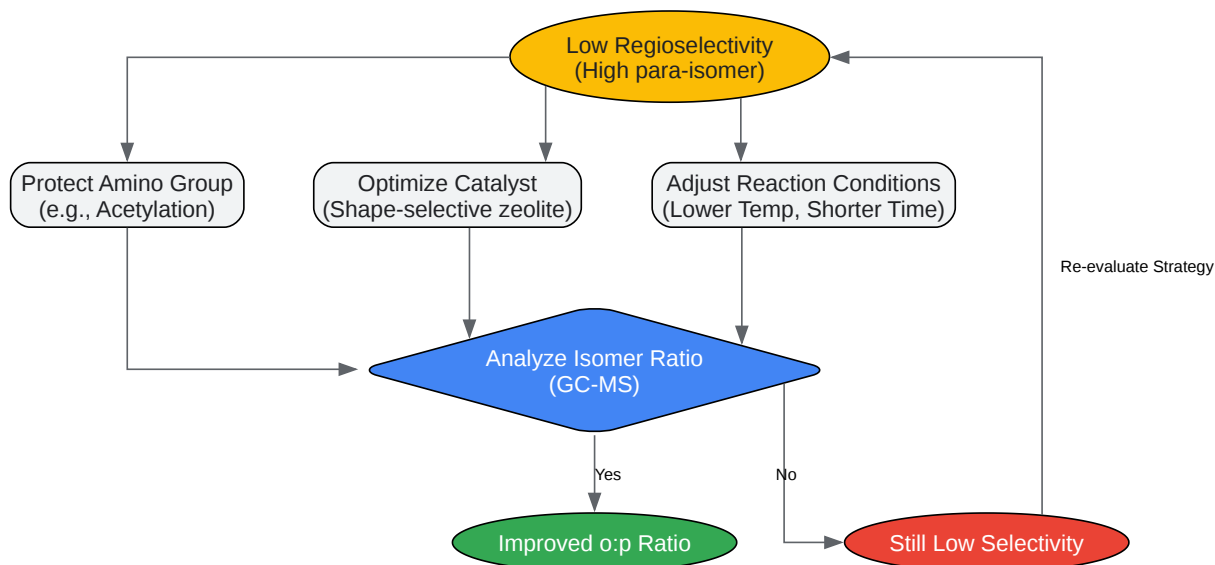 Low Regioselectivity
(High para-isomer)
Protect Amino Group
(e.g., Acetylation)
Optimize Catalyst
(Shape-selective zeolite)
Adjust Reaction Conditions
(Lower Temp, Shorter Time)
Re-evaluate Strategy
Analyze Isomer Ratio
(GC-MS)
Yes
No
Improved o:p Ratio
Still Low Selectivity